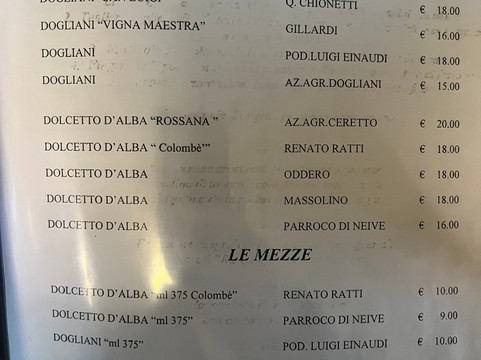 DOGLIANI Q. CHIONETTI € 18.00
DOGLIANI “VIGNA MAESTRA” GILLARDI € 16.00
DOGLIANI POD.LUIGI EINAUDI € 18.00
DOGLIANI AZ.AGR.DOGLIANI € 15.00
DOLCETTO D’ALBA “ROSSANA ” AZ.AGR.CERETTO € 20.00
DOLCETTO D’ALBA “ Colombè’” RENATO RATTI € 18.00
DOLCETTO D’ALBA ODDERO € 18.00
DOLCETTO D’ALBA MASSOLINO € 18.00
DOLCETTO D’ALBA PARROCO DI NEIVE € 16.00
LE MEZZE
DOLCETTO D’ALBA “ml 375 Colombè” RENATO RATTI € 10.00
DOLCETTO D’ALBA “ml 375” PARROCO DI NEIVE € 9.00
DOGLIANI “ml 375” POD. LUIGI EINAUDI € 10.00